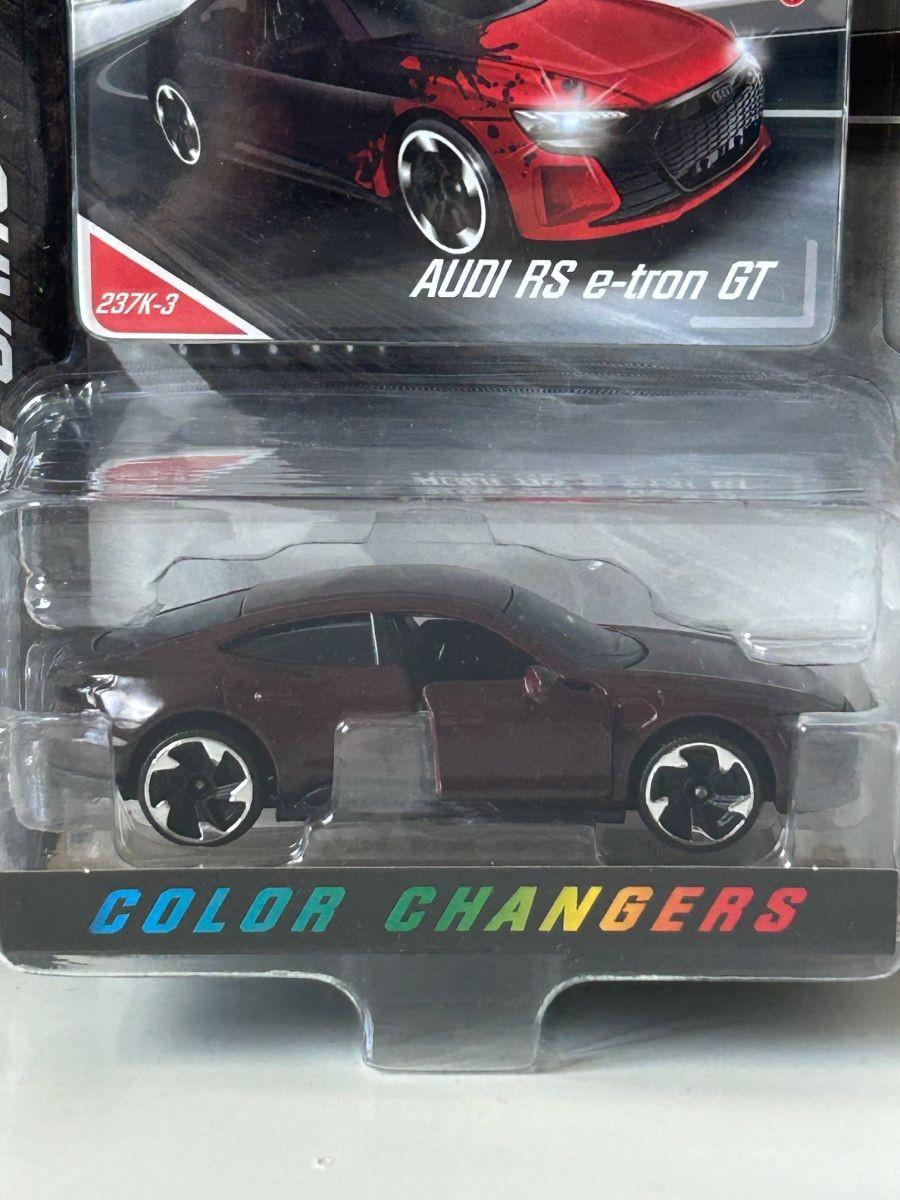 237K-3
AUDI RS e-tron GT
COLOR CHANGERS